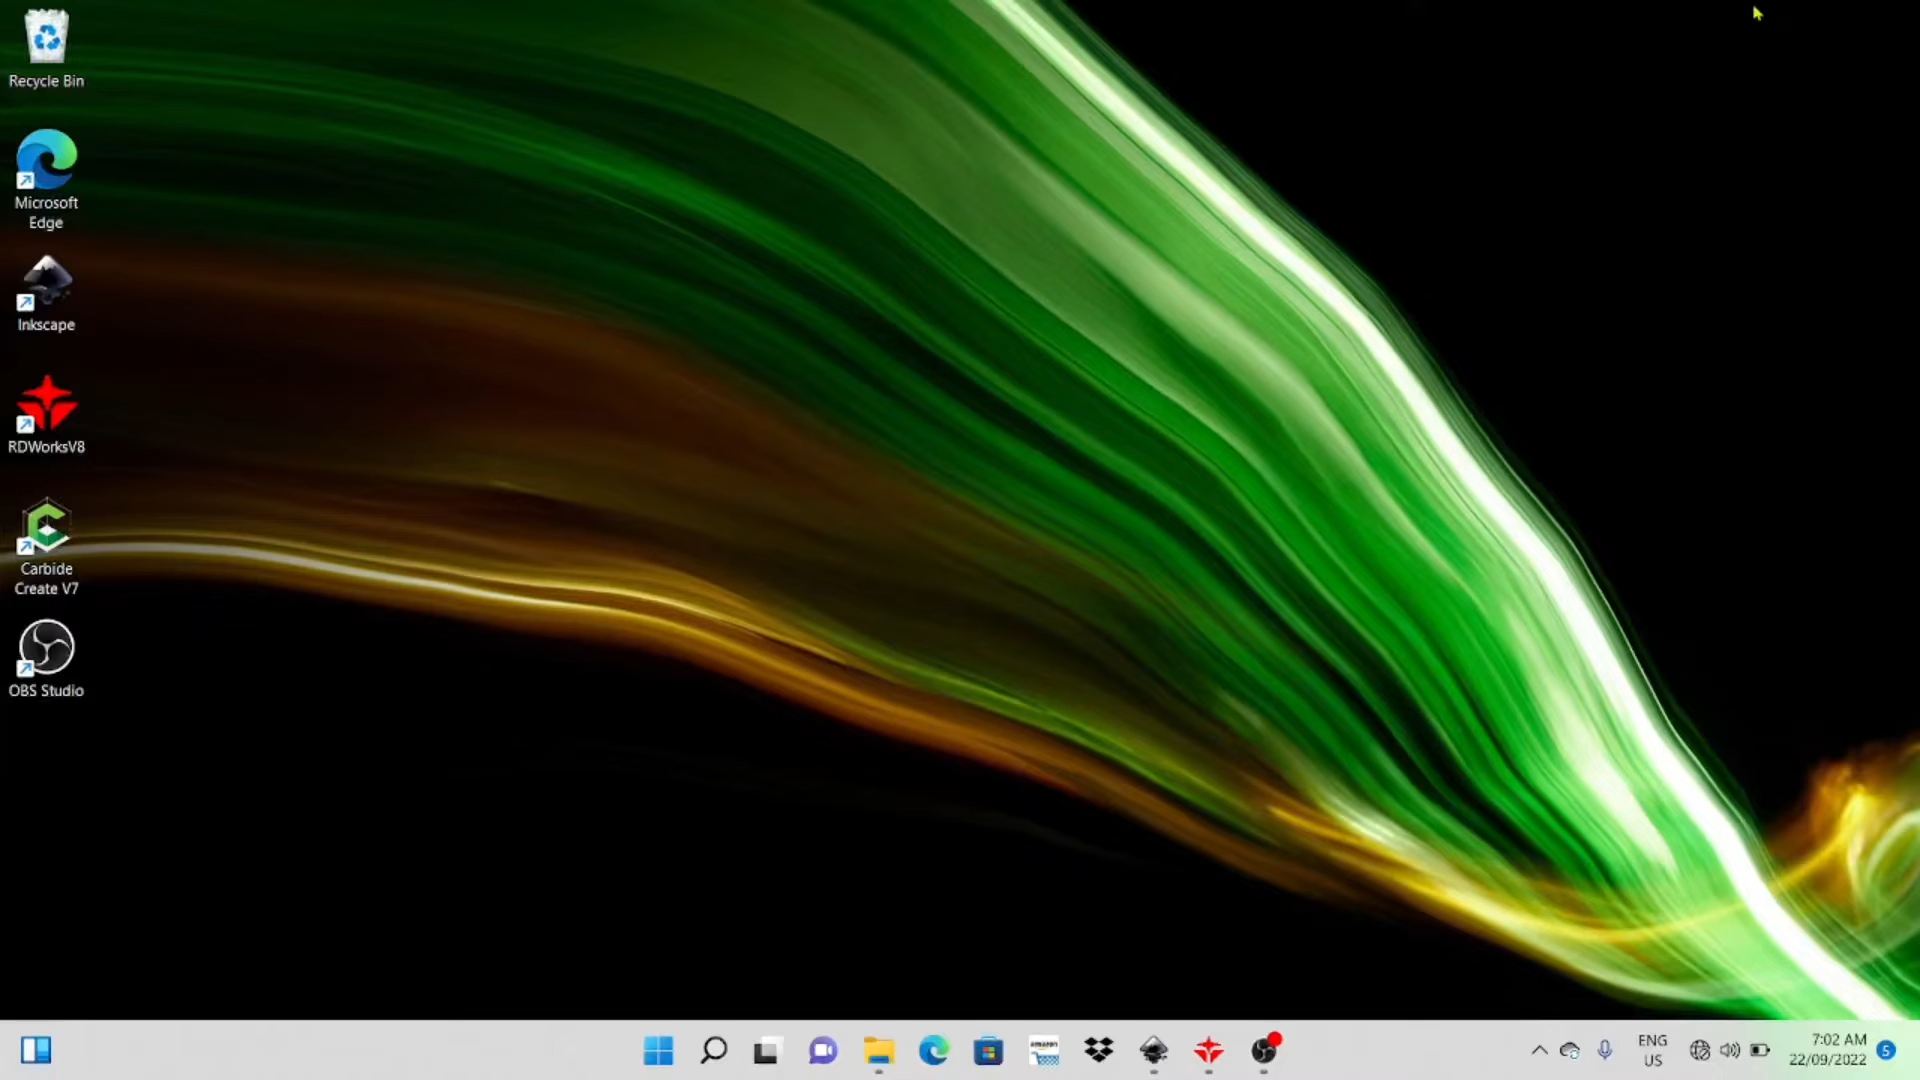 Recycle Bin
Microsoft
Edge
Inkscape
RDWorksV8
Carbide
Create V7
OBS Studio
amazon
ENG
US
7:02 AM
22/09/2022
5